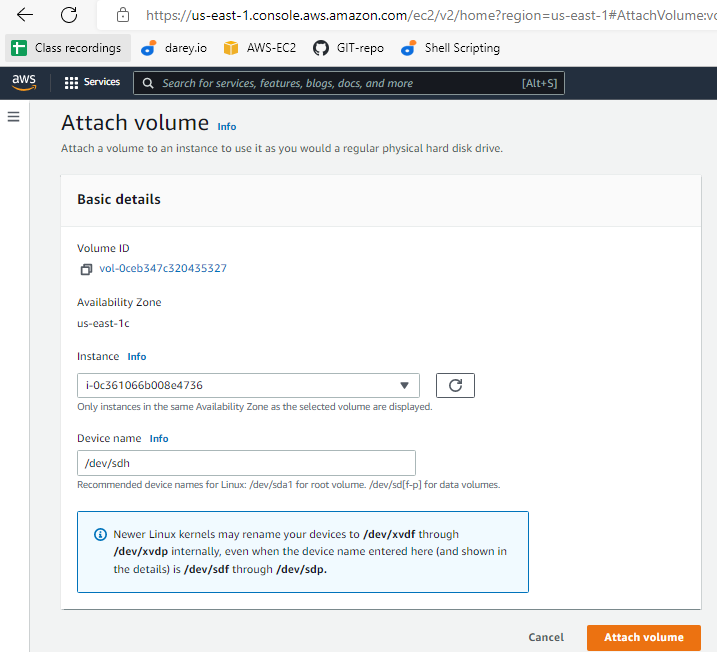 https://us-east-1.console.aws.amazon.com/ec2/v2/home?region=us-east-1#AttachVolume:v
Class recordings darey.io AWS-EC2 GIT-repo Shell Scripting
aws Services Search for services, features, blogs, docs, and more [Alt+S]
Attach volume Info
Attach a volume to an instance to use it as you would a regular physical hard disk drive.
Basic details
Volume ID
vol-0ceb347c320435327
Availability Zone
us-east-1c
Instance Info
i-0c361066b008e4736
Only instances in the same Availability Zone as the selected volume are displayed.
Device name Info
/dev/sdh
Recommended device names for Linux: /dev/sda1 for root volume. /dev/sd[f-p] for data volumes.
Newer Linux kernels may rename your devices to /dev/xvdf through
/dev/xvdp internally, even when the device name entered here (and shown in
the details) is /dev/sdf through /dev/sdp.
Cancel Attach volume